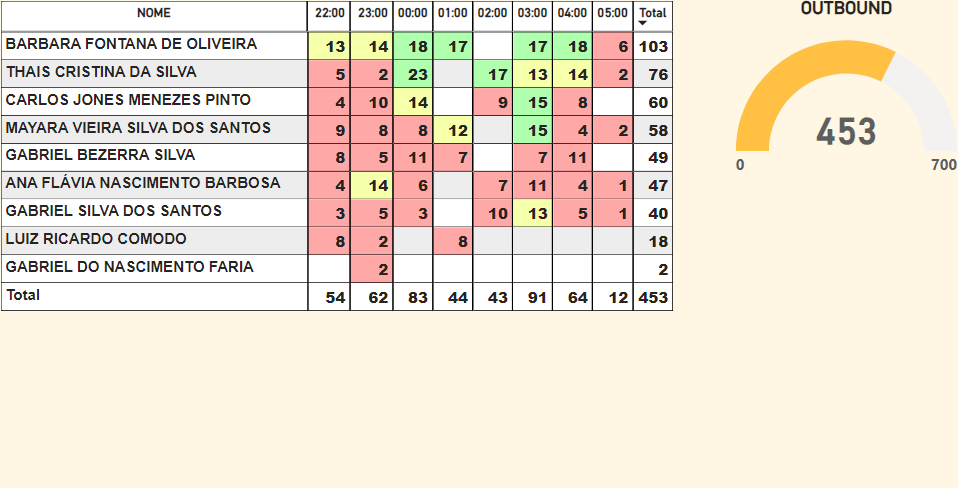 NOME 22:00 23:00 00:00 01:00 02:00 03:00 04:00 05:00 Total
BARBARA FONTANA DE OLIVEIRA 13 14 18 17 17 18 6 103
THAIS CRISTINA DA SILVA 5 2 23 17 13 14 2 76
CARLOS JONES MENEZES PINTO 4 10 14 9 15 8 60
MAYARA VIEIRA SILVA DOS SANTOS 9 8 8 12 15 4 2 58
GABRIEL BEZERRA SILVA 8 5 11 7 7 11 49
ANA FLÁVIA NASCIMENTO BARBOSA 4 14 6 7 11 4 1 47
GABRIEL SILVA DOS SANTOS 3 5 3 10 13 5 1 40
LUIZ RICARDO COMODO 8 2 8 18
GABRIEL DO NASCIMENTO FARIA 2 2
Total 54 62 83 44 43 91 64 12 453
OUTBOUND
453
0 700